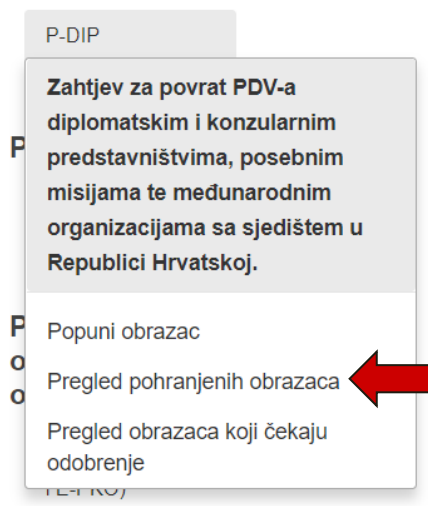 P-DIP
Zahtjev za povrat PDV-a
diplomatskim i konzularnim
predstavništvima, posebnim
misijama te međunarodnim
organizacijama sa sjedištem u
Republici Hrvatskoj.
Popuni obrazac
Pregled pohranjenih obrazaca
Pregled obrazaca koji čekaju
odobrenje